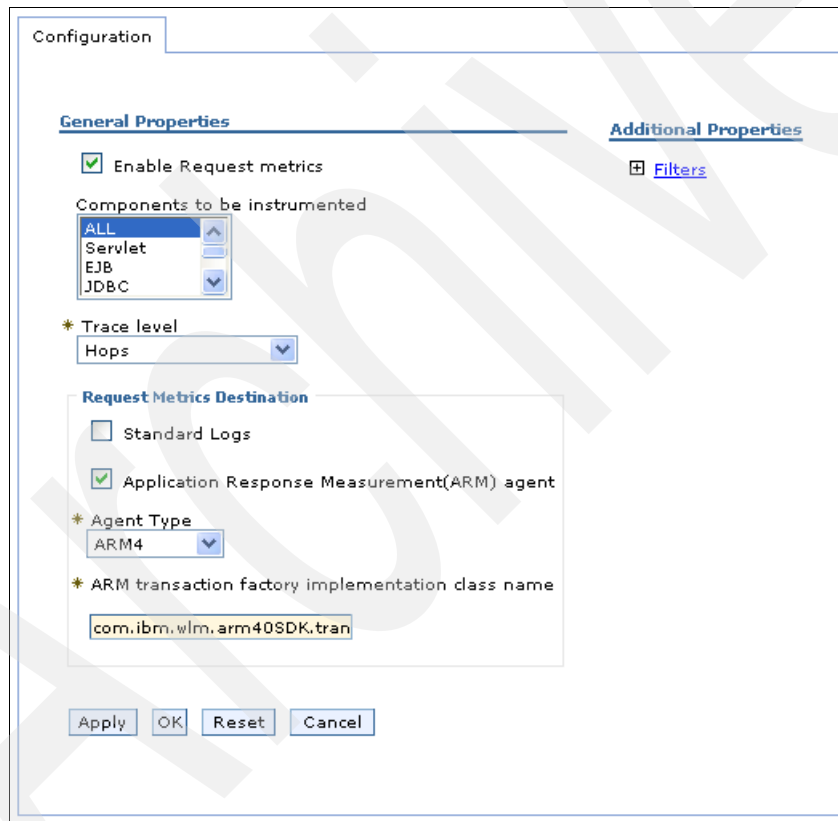 Configuration
General Properties
Enable Request metrics
Components to be instrumented
ALL
Servlet
EJB
JDBC
* Trace level
Hops
Request Metrics Destination
Standard Logs
Application Response Measurement(ARM) agent
* Agent Type
ARM4
* ARM transaction factory implementation class name
com.ibm.wlm.arm40SDK.tran
Apply OK Reset Cancel
Additional Properties
Filters